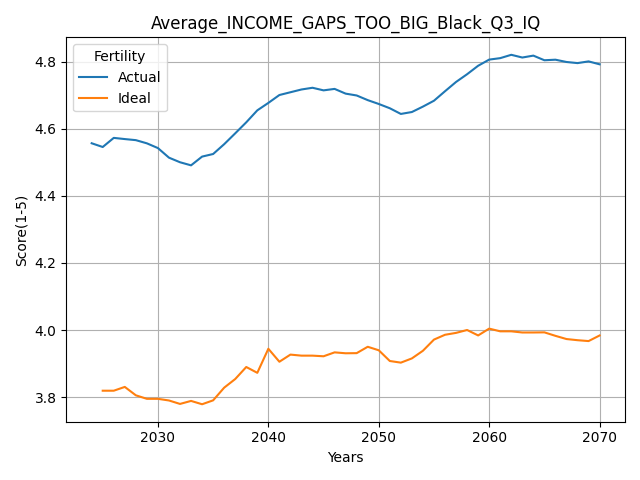 Average_INCOME_GAPS_TOO_BIG_Black_Q3_IQ
Fertility
Actual
Ideal
Score(1-5)
4.8
4.6
4.4
4.2
4.0
3.8
2030 2040 2050 2060 2070
Years